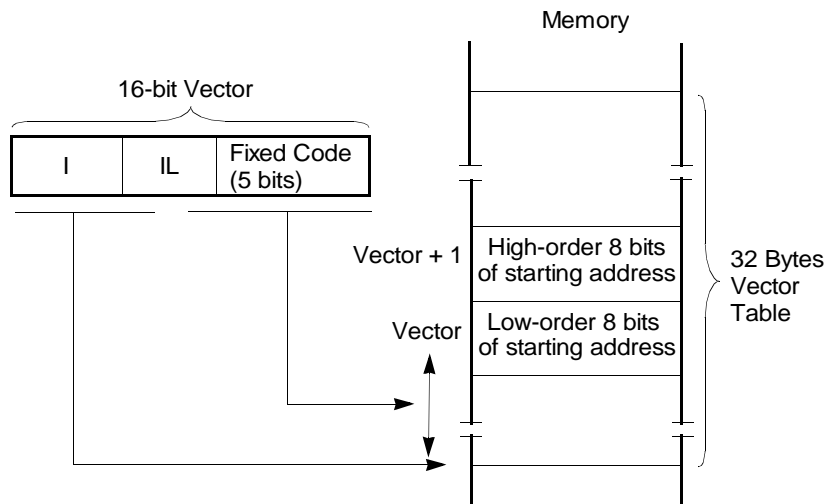 Memory
16-bit Vector
I
IL
Fixed Code
(5 bits)
Vector + 1
High-order 8 bits
of starting address
Vector
Low-order 8 bits
of starting address
32 Bytes
Vector
Table